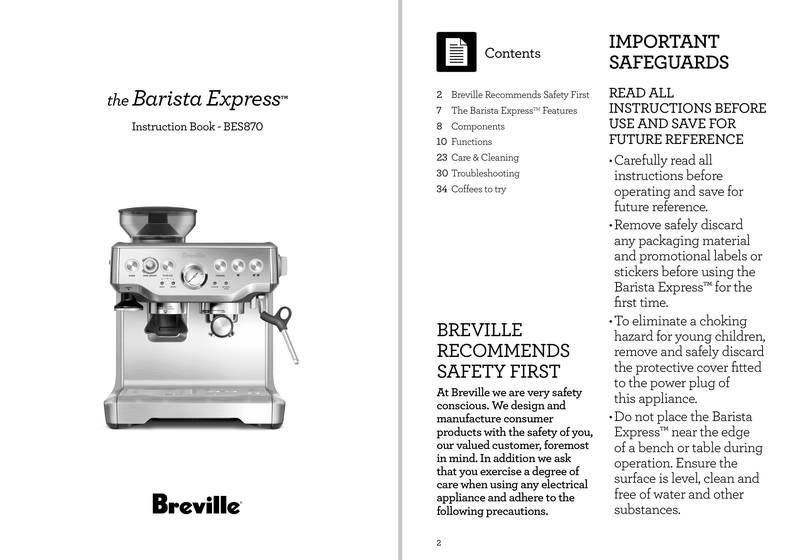 the Barista Express™
Instruction Book - BES870
Breville
Breville®
Contents
2 Breville Recommends Safety First
7 The Barista Express™ Features
8 Components
10 Functions
23 Care & Cleaning
30 Troubleshooting
34 Coffees to try
BREVILLE
RECOMMENDS
SAFETY FIRST
At Breville we are very safety
conscious. We design and
manufacture consumer
products with the safety of you,
our valued customer, foremost
in mind. In addition we ask
that you exercise a degree of
care when using any electrical
appliance and adhere to the
following precautions.
2
IMPORTANT
SAFEGUARDS
READ ALL
INSTRUCTIONS BEFORE
USE AND SAVE FOR
FUTURE REFERENCE
• Carefully read all
instructions before
operating and save for
future reference.
• Remove safely discard
any packaging material
and promotional labels or
stickers before using the
Barista Express™ for the
first time.
• To eliminate a choking
hazard for young children,
remove and safely discard
the protective cover fitted
to the power plug of
this appliance.
• Do not place the Barista
Express™ near the edge
of a bench or table during
operation. Ensure the
surface is level, clean and
free of water and other
substances.